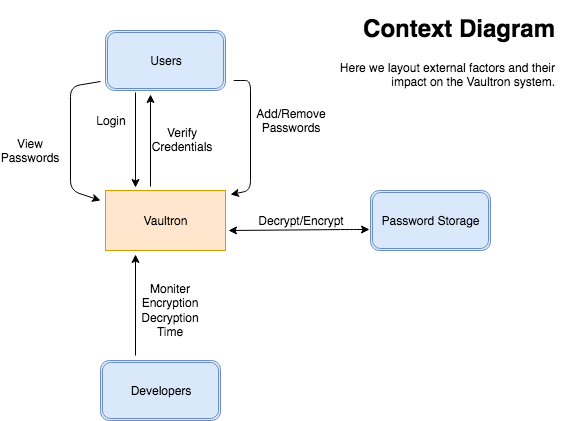 Context Diagram
Here we layout external factors and their
impact on the Vaultron system.
Users
Login
Verify
Credentials
Add/Remove
Passwords
View
Passwords
Vaultron
Decrypt/Encrypt
Password Storage
Moniter
Encryption
Decryption
Time
Developers